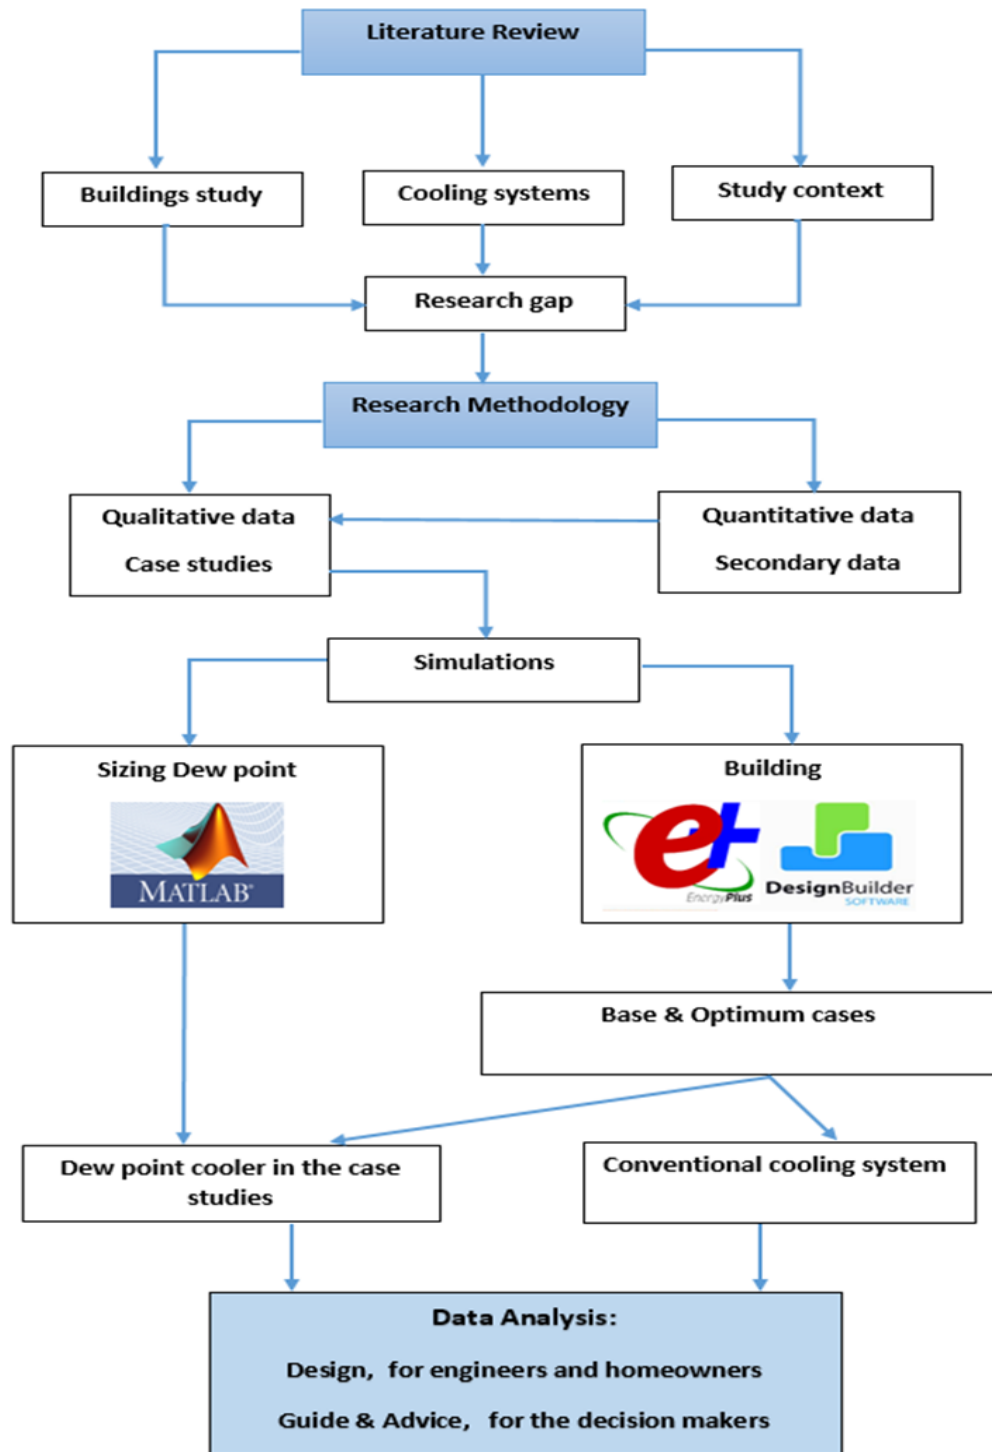 Literature Review
Buildings study
Cooling systems
Study context
Research gap
Research Methodology
Qualitative data
Case studies
Quantitative data
Secondary data
Simulations
Sizing Dew point
MATLAB®
Building
e+
EnergyPlus
DesignBuilder
SOFTWARE
Base & Optimum cases
Dew point cooler in the case
studies
Conventional cooling system
Data Analysis:
Design, for engineers and homeowners
Guide & Advice, for the decision makers